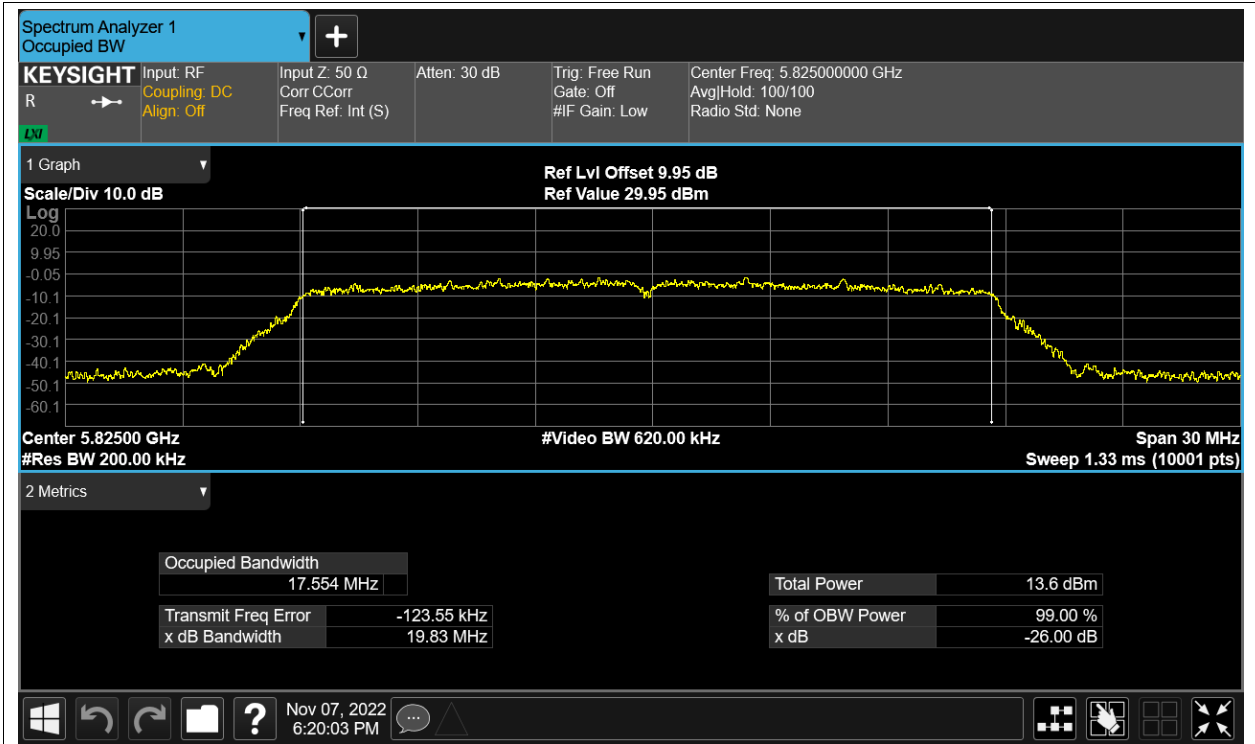 Spectrum Analyzer 1
Occupied BW
KEYSIGHT
R
LXI
Input: RF
Coupling: DC
Align: Off
Input Z: 50 Ω
Corr CCorr
Freq Ref: Int (S)
Atten: 30 dB
Trig: Free Run
Gate: Off
#IF Gain: Low
Center Freq: 5.825000000 GHz
Avg|Hold: 100/100
Radio Std: None
1 Graph
Scale/Div 10.0 dB
Ref Lvl Offset 9.95 dB
Ref Value 29.95 dBm
Log
20.0
9.95
-0.05
-10.1
-20.1
-30.1
-40.1
-50.1
-60.1
Center 5.82500 GHz
#Video BW 620.00 kHz
Span 30 MHz
#Res BW 200.00 kHz
Sweep 1.33 ms (10001 pts)
2 Metrics
Occupied Bandwidth
17.554 MHz
Transmit Freq Error -123.55 kHz
x dB Bandwidth 19.83 MHz
Total Power 13.6 dBm
% of OBW Power 99.00 %
x dB -26.00 dB
?
Nov 07, 2022
6:20:03 PM